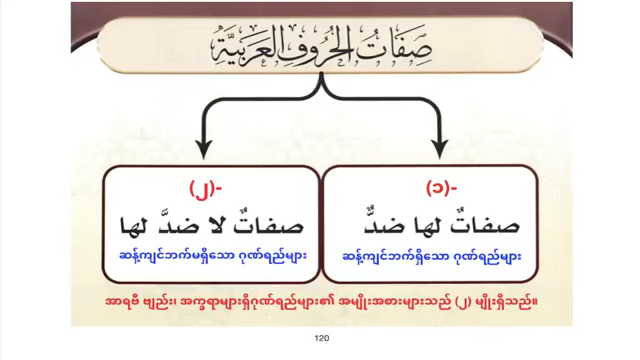 صِفَاتُ الحُرُوفِ العَرَبِيَّةِ
(၁)-
صفاتٌ لها ضدٌّ
ဆန့်ကျင်ဘက်ရှိသော ဂုဏ်ရည်များ
(၂)-
صفاتٌ لا ضدَّ لها
ဆန့်ကျင်ဘက်မရှိသော ဂုဏ်ရည်များ
အာရဗီ ဗျည်း၊ အက္ခရာများရှိဂုဏ်ရည်များ၏ အမျိုးအစားများသည် (၂) မျိုးရှိသည်။
120